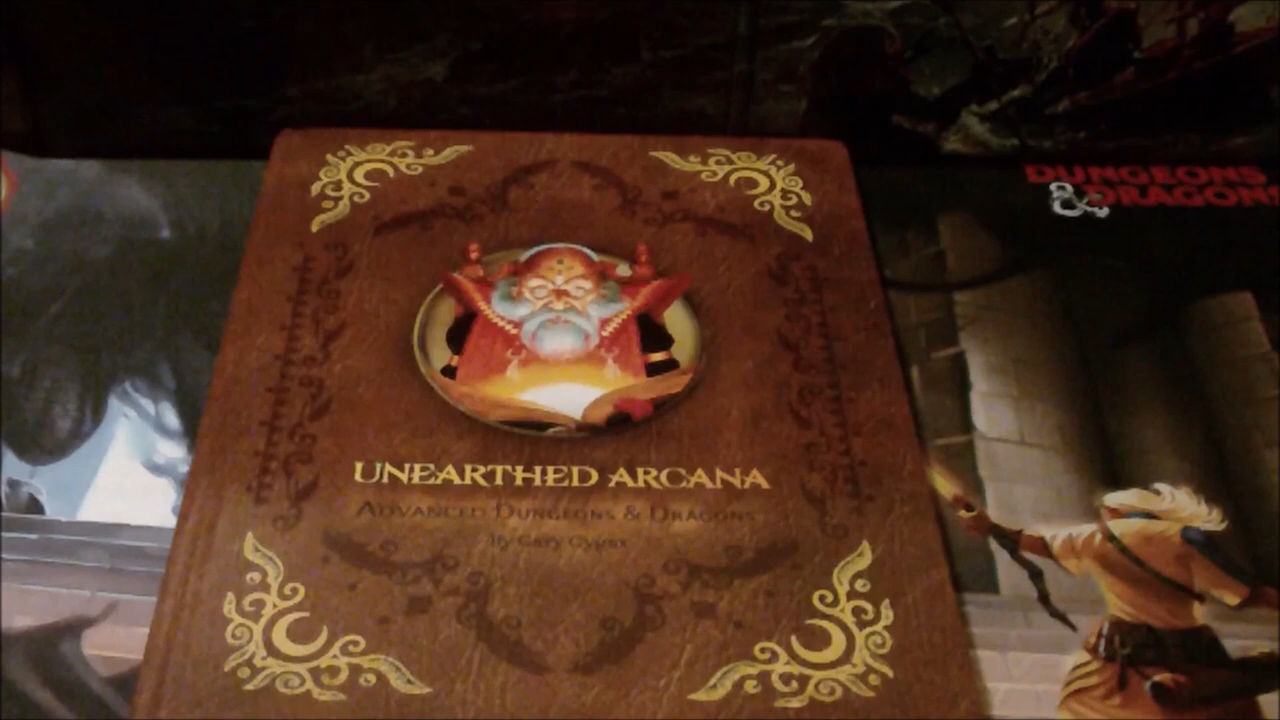 DUNGEONS
& DRAGONS
UNEARTHED ARCANA
ADVANCED DUNGEONS & DRAGONS
By Gary Gygax